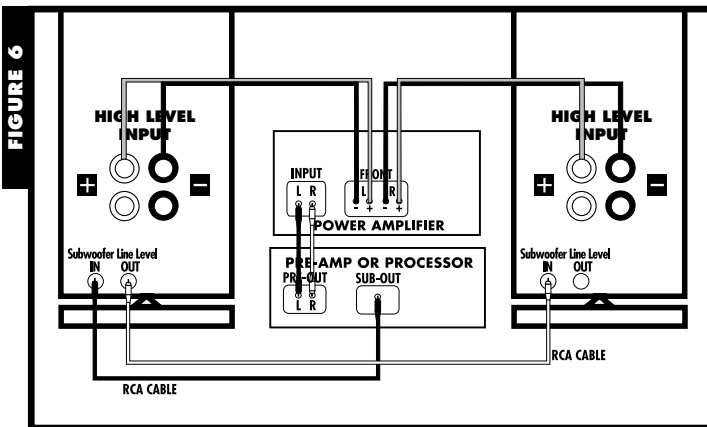 FIGURE 6
HIGH LEVEL
INPUT
+
-
Subwoofer Line Level
IN
OUT
INPUT
L R
FRONT
L R
- + - +
POWER AMPLIFIER
PRE-AMP OR PROCESSOR
PRE-OUT
SUB-OUT
L R
HIGH LEVEL
INPUT
+
-
Subwoofer Line Level
IN
OUT
RCA CABLE
RCA CABLE